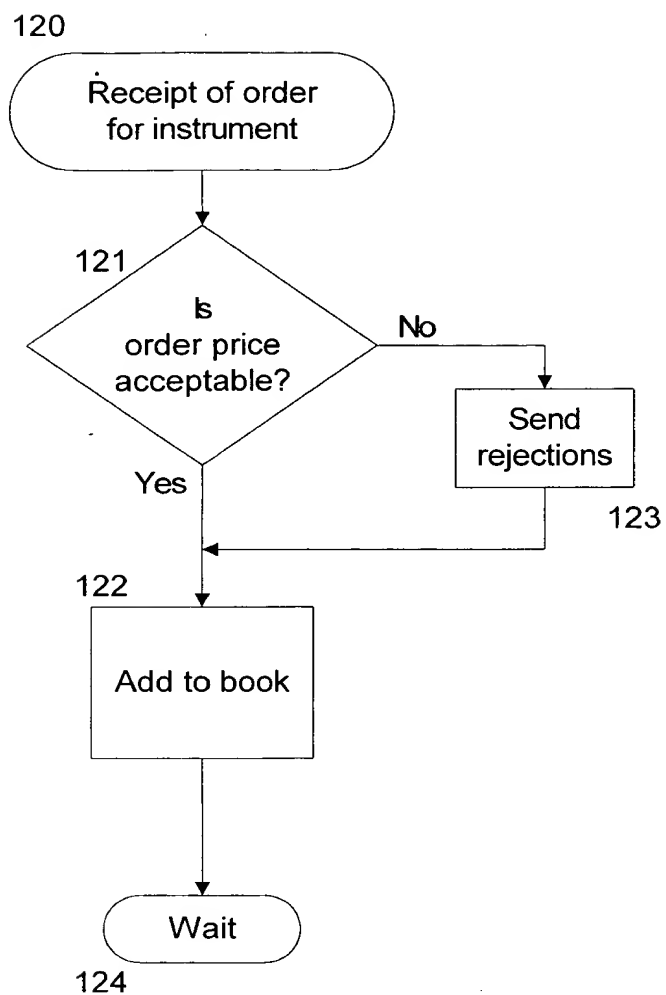 120
Receipt of order
for instrument
121
Is
order price
acceptable?
No
Send
rejections
123
Yes
122
Add to book
Wait
124